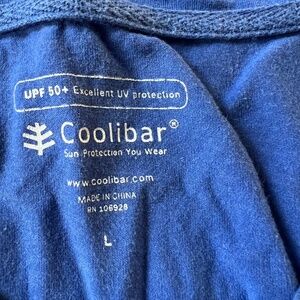 UPF 50+ Excellent UV protection
Coolibar®
Sun Protection You Wear
www.coolibar.com
MADE IN CHINA
RN 106928
L